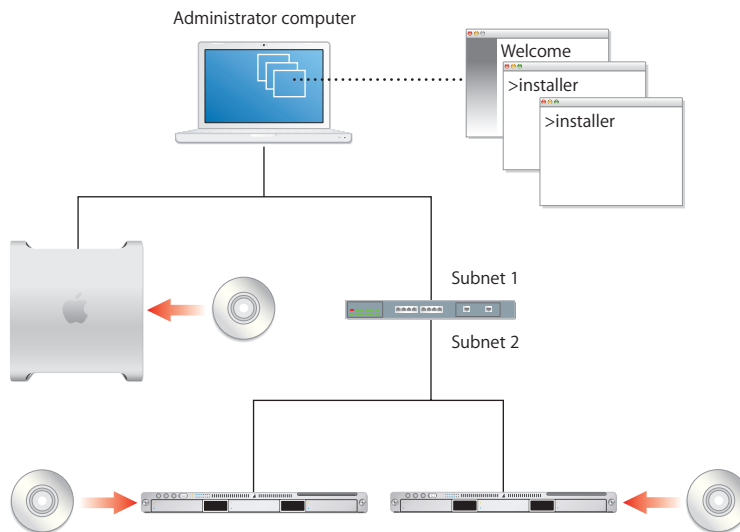 Administrator computer
Welcome
>installer
>installer
Subnet 1
Subnet 2